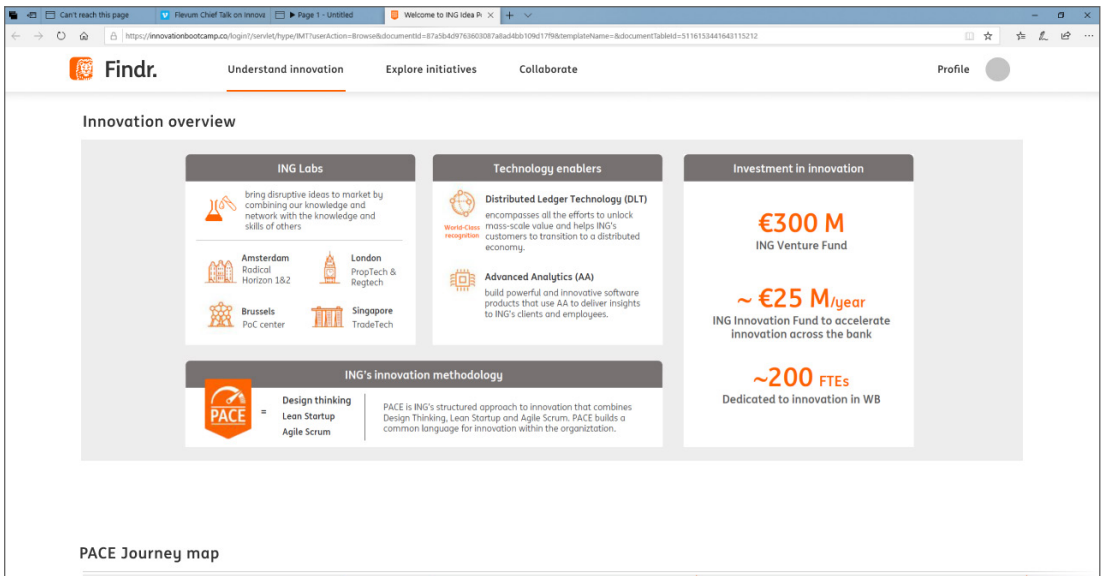 Can't reach this page
Flevum Chief Talk on Innova
Page 1 - Untitled
Welcome to ING Idea Po
https://innovationbootcamp.co/login?/servlet/hype/IMT?userAction=Browse&documentId=87a5b4d9763603087a8ad4bb109d17f9&templateName=&documentTableId=5116153441643115212
Findr.
Understand innovation
Explore initiatives
Collaborate
Profile
Innovation overview
ING Labs
bring disruptive ideas to market by
combining our knowledge and
network with the knowledge and
skills of others
Amsterdam
Radical
Horizon 1&2
London
PropTech &
Regtech
Brussels
PoC center
Singapore
TradeTech
Technology enablers
World-Class
recognition
Distributed Ledger Technology (DLT)
encompasses all the efforts to unlock
mass-scale value and helps ING's
customers to transition to a distributed
economy.
Advanced Analytics (AA)
build powerful and innovative software
products that use AA to deliver insights
to ING's clients and employees.
Investment in innovation
€300 M
ING Venture Fund
~ €25 M/year
ING Innovation Fund to accelerate
innovation across the bank
~200 FTEs
Dedicated to innovation in WB
ING's innovation methodology
PACE
=
Design thinking
Lean Startup
Agile Scrum
PACE is ING's structured approach to innovation that combines
Design Thinking, Lean Startup and Agile Scrum. PACE builds a
common language for innovation within the organiztation.
PACE Journey map